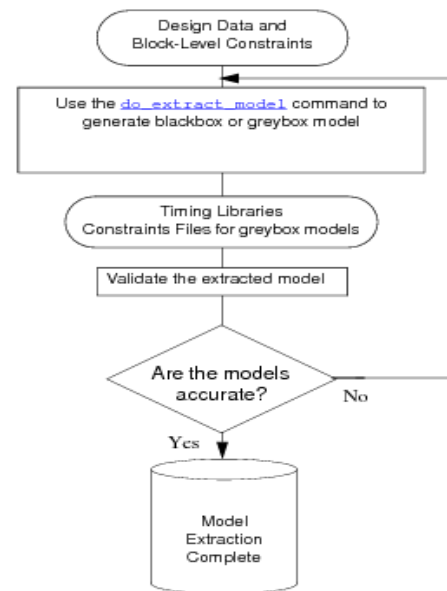 Design Data and
Block-Level Constraints
Use the do_extract_model command to
generate blackbox or greybox model
Timing Libraries
Constraints Files for greybox models
Validate the extracted model
Are the models
accurate?
No
Yes
Model
Extraction
Complete